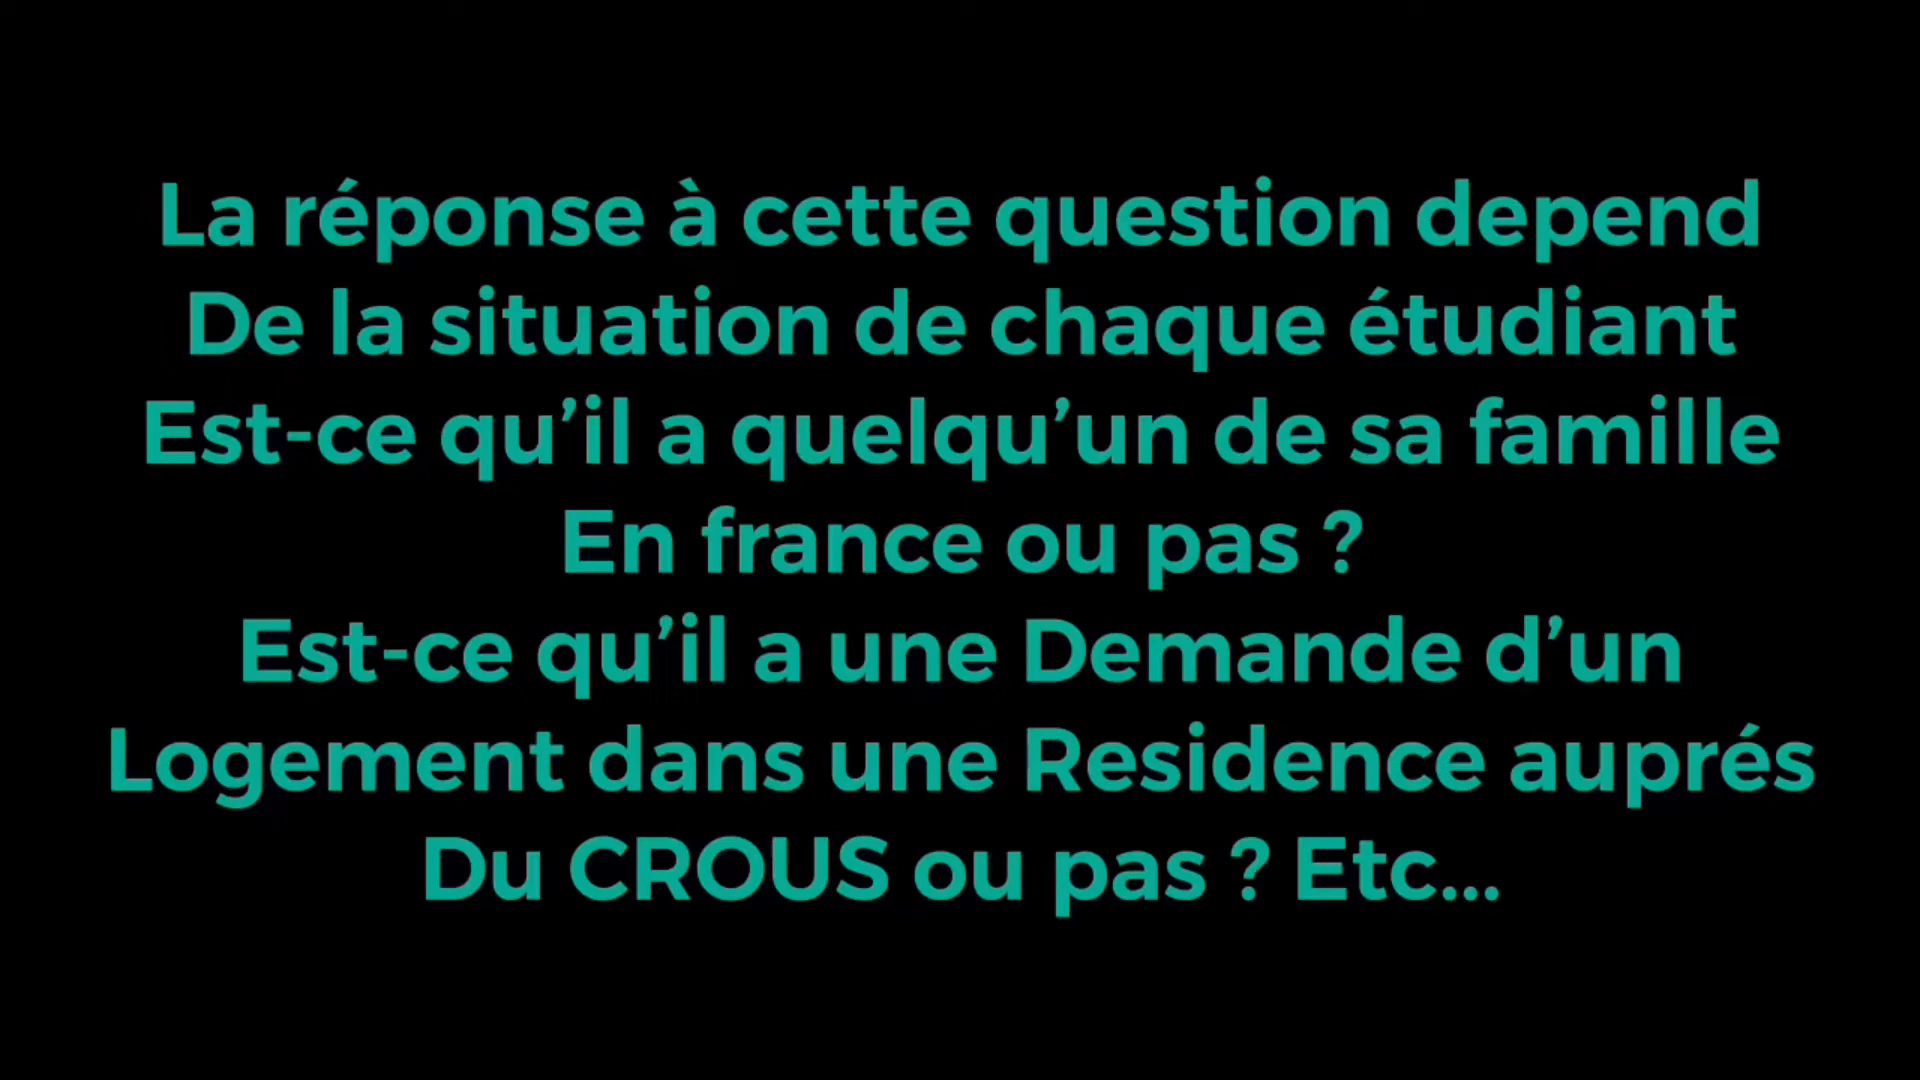 La réponse à cette question depend
De la situation de chaque étudiant
Est-ce qu’il a quelqu’un de sa famille
En france ou pas ?
Est-ce qu’il a une Demande d’un
Logement dans une Residence auprés
Du CROUS ou pas ? Etc...